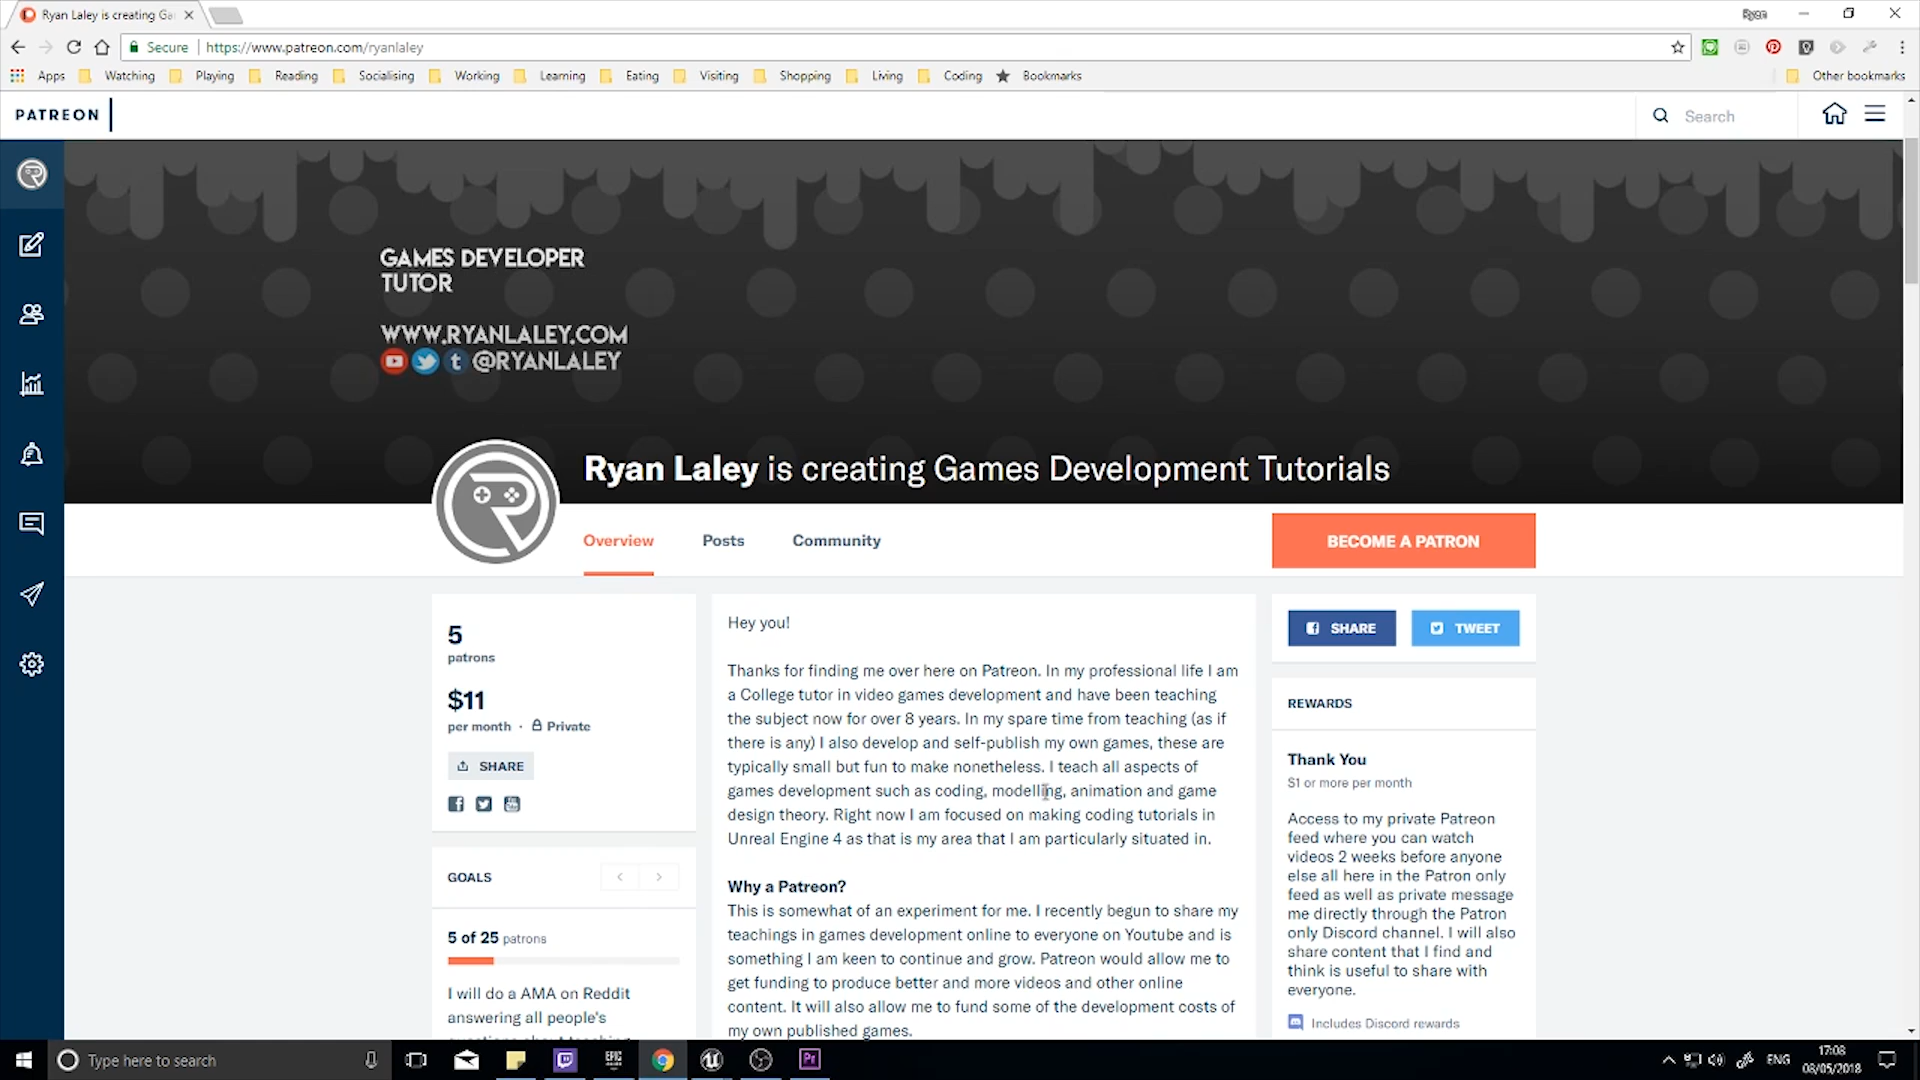 Ryan Laley is creating Ga
Ryan
Secure
https://www.patreon.com/ryanlaley
Apps
Watching
Playing
Reading
Socialising
Working
Learning
Eating
Visiting
Shopping
Living
Coding
Bookmarks
Other bookmarks
PATREON
Search
GAMES DEVELOPER
TUTOR
WWW.RYANLALEY.COM
@RYANLALEY
Ryan Laley is creating Games Development Tutorials
Overview
Posts
Community
BECOME A PATRON
5
patrons
$11
per month · Private
SHARE
GOALS
5 of 25 patrons
I will do a AMA on Reddit
answering all people's
Hey you!
Thanks for finding me over here on Patreon. In my professional life I am
a College tutor in video games development and have been teaching
the subject now for over 8 years. In my spare time from teaching (as if
there is any) I also develop and self-publish my own games, these are
typically small but fun to make nonetheless. I teach all aspects of
games development such as coding, modelling, animation and game
design theory. Right now I am focused on making coding tutorials in
Unreal Engine 4 as that is my area that I am particularly situated in.
Why a Patreon?
This is somewhat of an experiment for me. I recently begun to share my
teachings in games development online to everyone on Youtube and is
something I am keen to continue and grow. Patreon would allow me to
get funding to produce better and more videos and other online
content. It will also allow me to fund some of the development costs of
my own published games.
SHARE
TWEET
REWARDS
Thank You
$1 or more per month
Access to my private Patreon
feed where you can watch
videos 2 weeks before anyone
else all here in the Patron only
feed as well as private message
me directly through the Patron
only Discord channel. I will also
share content that I find and
think is useful to share with
everyone.
Includes Discord rewards
Type here to search
EPIC
Pr
ENG
17:08
08/05/2018